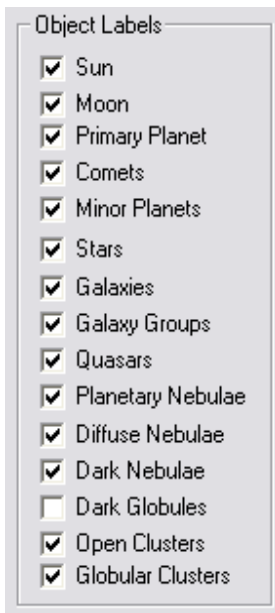 Object Labels
Sun
Moon
Primary Planet
Comets
Minor Planets
Stars
Galaxies
Galaxy Groups
Quasars
Planetary Nebulae
Diffuse Nebulae
Dark Nebulae
Dark Globules
Open Clusters
Globular Clusters